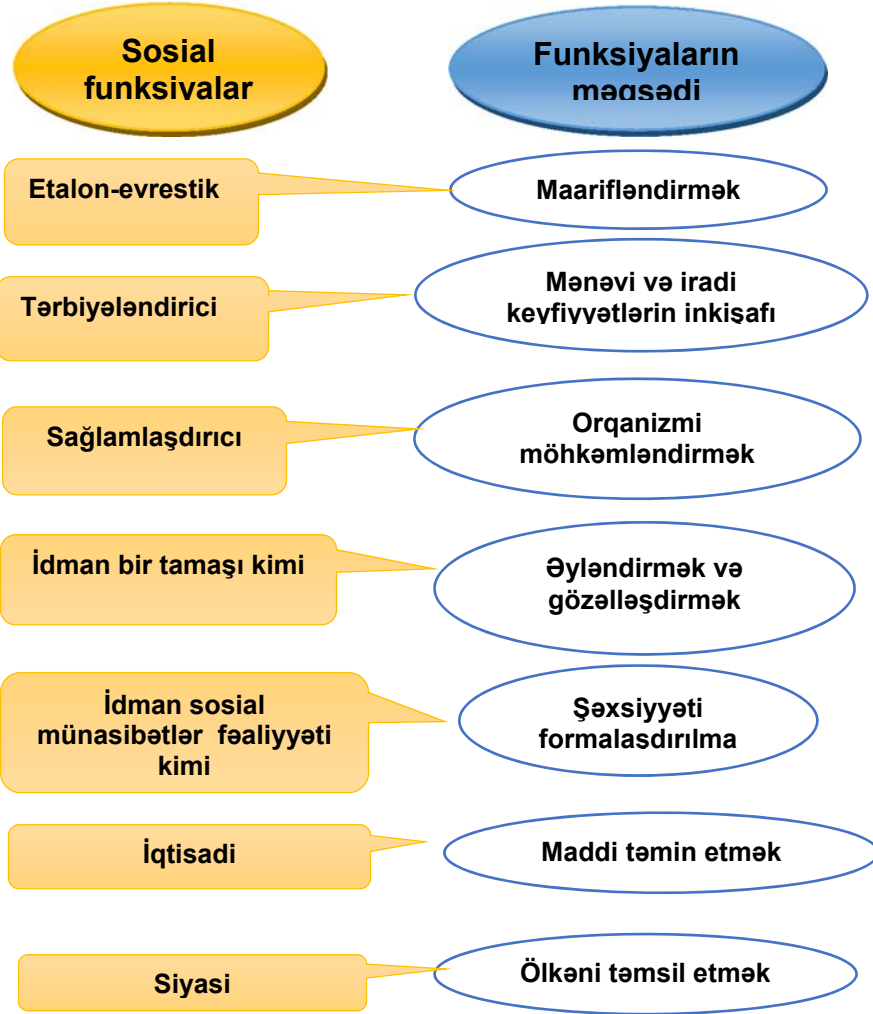 Sosial
funksiyalar
Funksiyaların
məqsədi
Etalon-evrestik
Maarifləndirmək
Tərbiyələndirici
Mənəvi və iradi
keyfiyyətlərin inkişafı
Sağlamlaşdırıcı
Orqanizmi
möhkəmləndirmək
İdman bir tamaşı kimi
Əyləndirmək və
gözəlləşdirmək
İdman sosial
münasibətlər fəaliyyəti
kimi
Şəxsiyyəti
formalaşdırılma
İqtisadi
Maddi təmin etmək
Siyasi
Ölkəni təmsil etmək